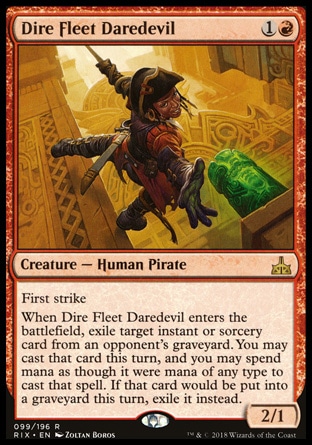 Dire Fleet Daredevil 1
Creature — Human Pirate
First strike
When Dire Fleet Daredevil enters the
battlefield, exile target instant or sorcery
card from an opponent's graveyard. You may
cast that card this turn, and you may spend
mana as though it were mana of any type to
cast that spell. If that card would be put into
a graveyard this turn, exile it instead.
2/1
099/196 R
RIX • EN Zoltan Boros
™ & © 2018 Wizards of the Coast